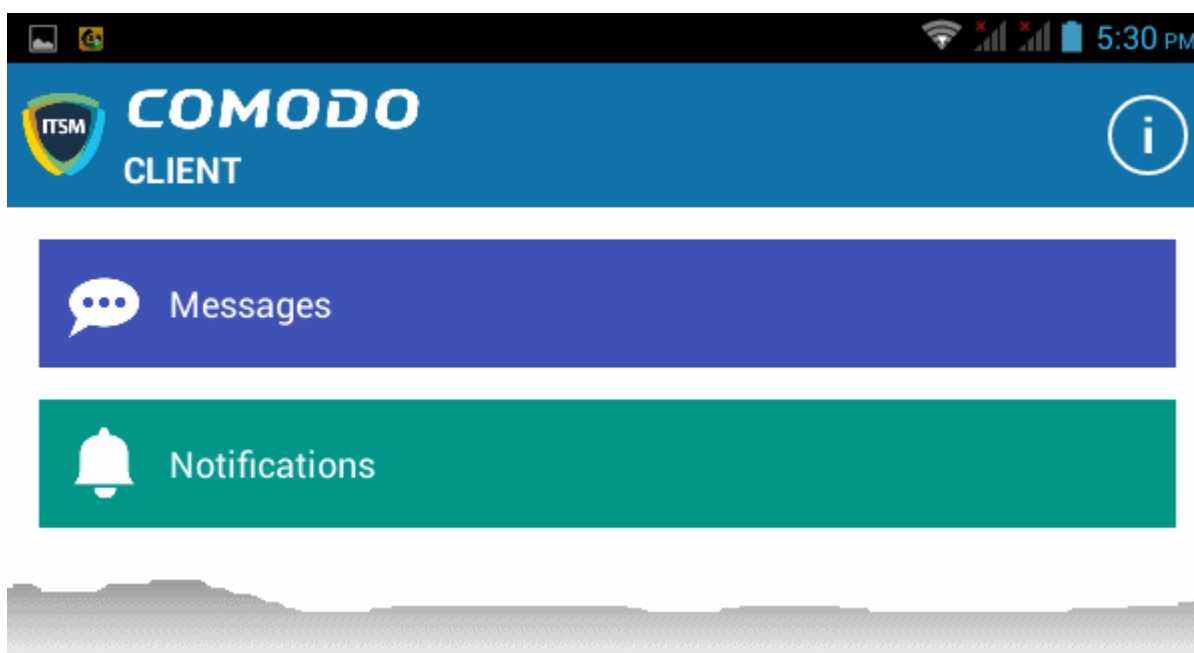 5:30 PM
ITSM
COMODO
CLIENT
i
Messages
Notifications